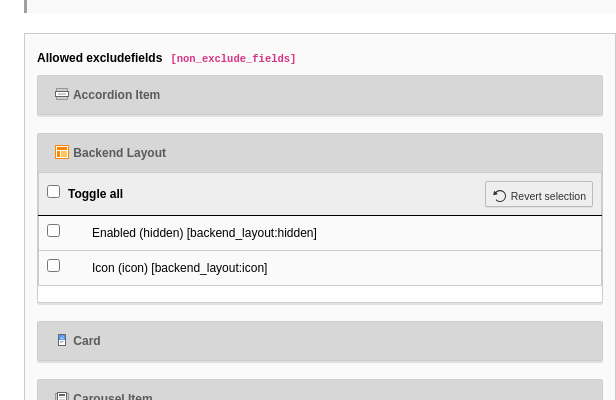 Allowed excludefields [non_exclude_fields]
Accordion Item
Backend Layout
Toggle all
Revert selection
Enabled (hidden) [backend_layout:hidden]
Icon (icon) [backend_layout:icon]
Card
Carousel Item